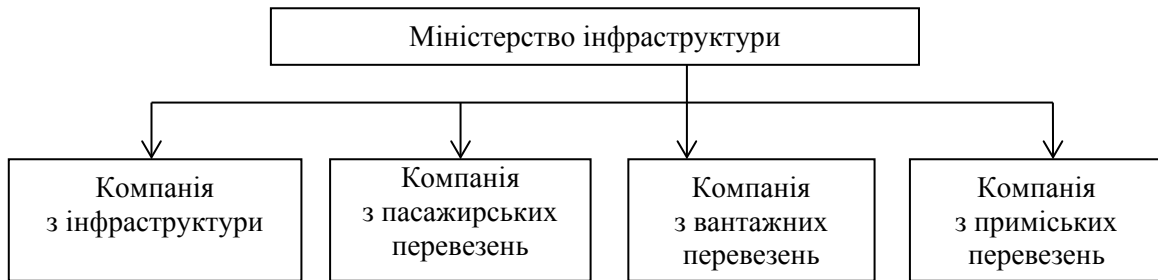 Міністерство інфраструктури
Компанія
з інфраструктури
Компанія
з пасажирських
перевезень
Компанія
з вантажних
перевезень
Компанія
з приміських
перевезень